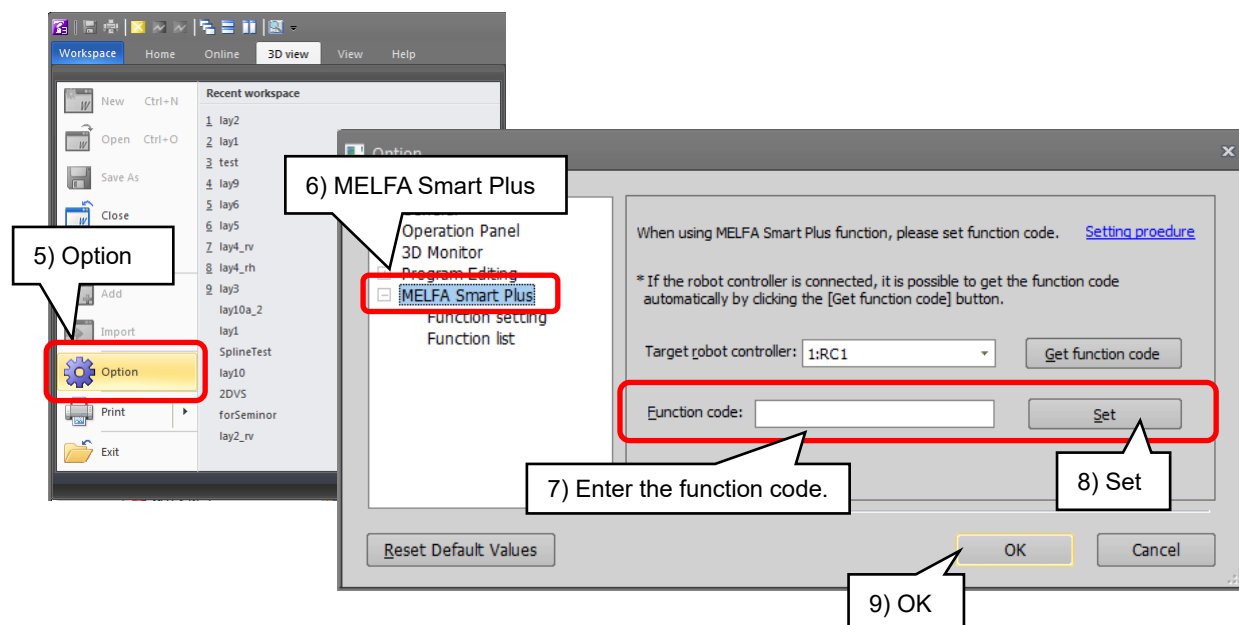 Workspace Home Online 3D view View Help
Recent workspace
New Ctrl+N
Open Ctrl+O
Save As
Close
Add
Import
Option
Print
Exit
1 lay2
2 lay1
3 test
4 lay9
5 lay6
6 lay5
7 lay4_rv
8 lay4_rh
9 lay3
lay10a_2
lay1
SplineTest
lay10
2DVS
forSeminor
lay2_rv
5) Option
Option
x
6) MELFA Smart Plus
Operation Panel
3D Monitor
Program Editing
MELFA Smart Plus
Function setting
Function list
When using MELFA Smart Plus function, please set function code. Setting proedure
* If the robot controller is connected, it is possible to get the function code
automatically by clicking the [Get function code] button.
Target robot controller: 1:RC1 Get function code
Function code: Set
7) Enter the function code.
8) Set
Reset Default Values OK Cancel
9) OK